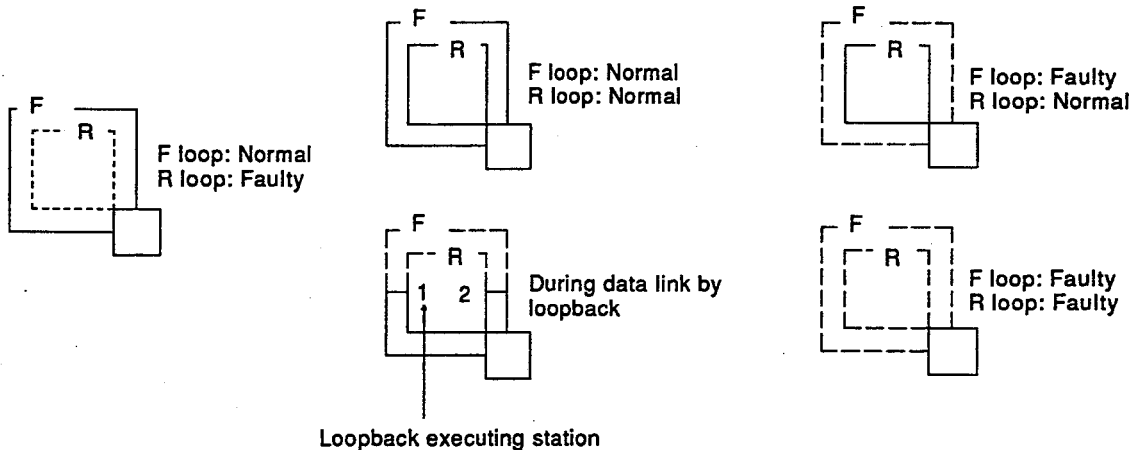 F
R
F loop: Normal
R loop: Faulty
F
R
F loop: Normal
R loop: Normal
F
R
F loop: Faulty
R loop: Normal
F
R
1 2
During data link by
loopback
Loopback executing station
F
R
F loop: Faulty
R loop: Faulty